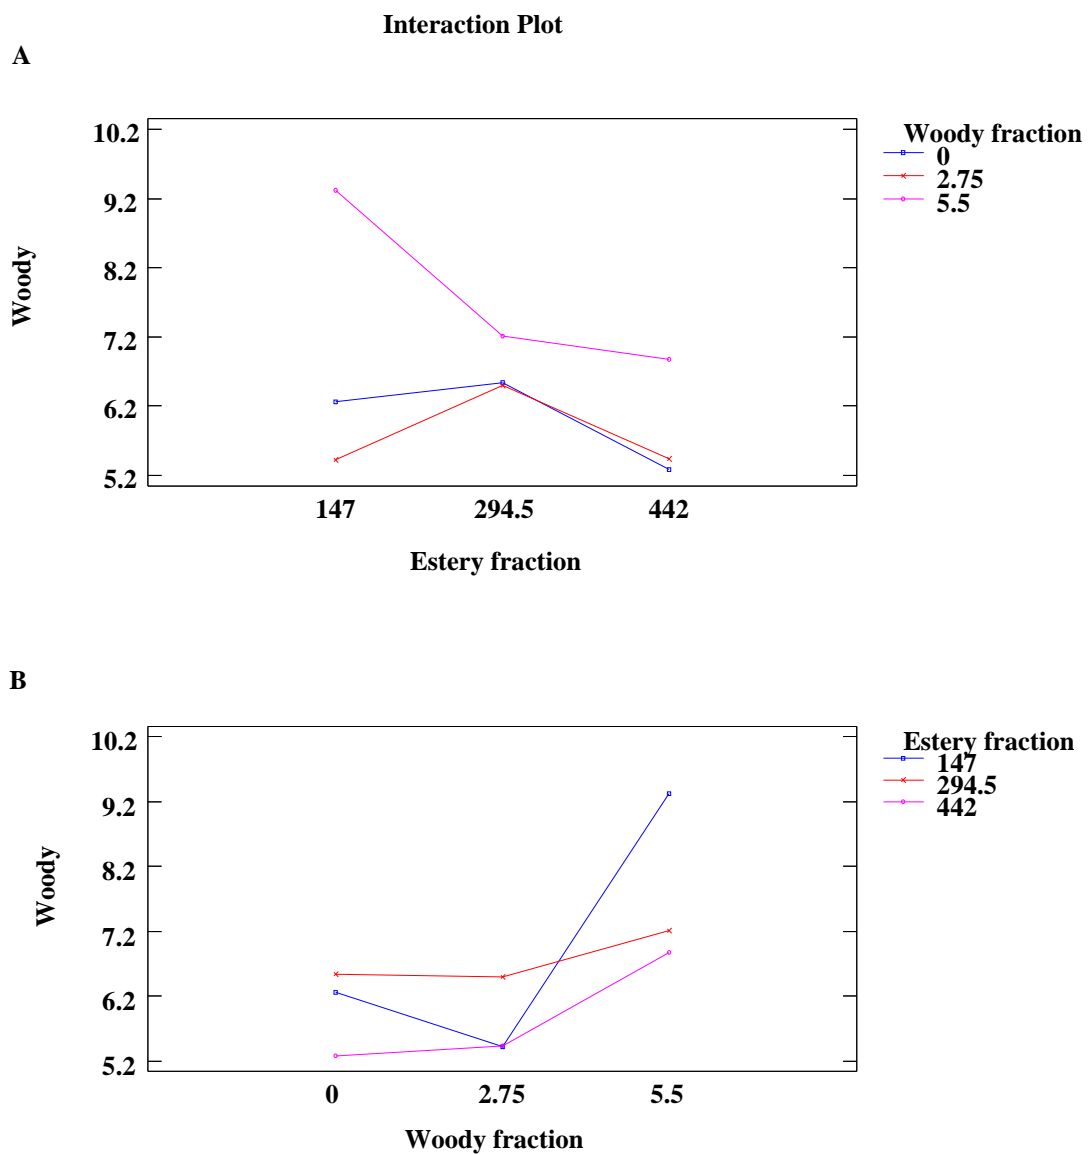 Interaction Plot
A
Woody fraction
0
2.75
5.5
10.2
9.2
8.2
7.2
6.2
5.2
Woody
147 294.5 442
Estery fraction
B
Estery fraction
147
294.5
442
10.2
9.2
8.2
7.2
6.2
5.2
Woody
0 2.75 5.5
Woody fraction